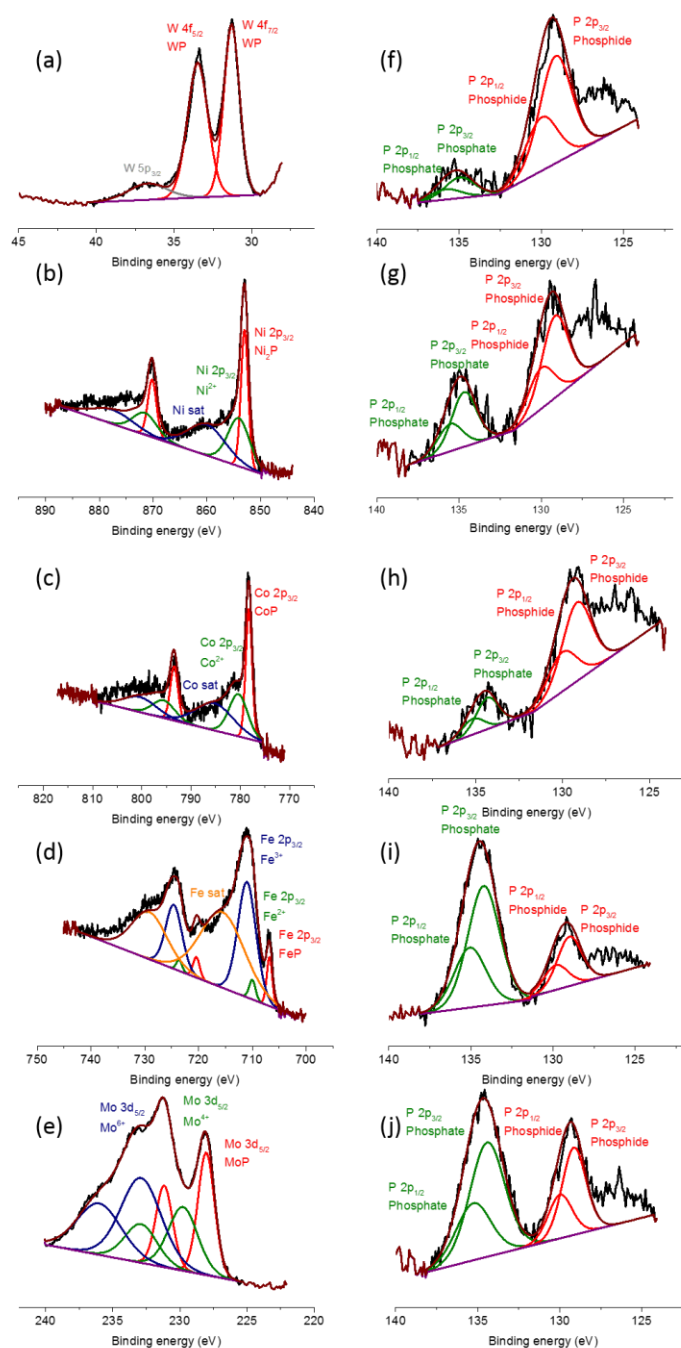 (a)
W 4f5/2
WP
W 4f7/2
WP
W 5p3/2
45 40 35 30
Binding energy (eV)
(f)
P 2p3/2
Phosphide
P 2p1/2
Phosphide
P 2p3/2
Phosphate
P 2p1/2
Phosphate
140 135 130 125
Binding energy (eV)
(b)
Ni 2p3/2
Ni2P
Ni 2p3/2
Ni2+
Ni sat
890 880 870 860 850 840
Binding energy (eV)
(g)
P 2p3/2
Phosphide
P 2p1/2
Phosphide
P 2p3/2
Phosphate
P 2p1/2
Phosphate
140 135 130 125
Binding energy (eV)
(c)
Co 2p3/2
CoP
Co 2p3/2
Co2+
Co sat
820 810 800 790 780 770
Binding energy (eV)
(h)
P 2p3/2
Phosphide
P 2p1/2
Phosphide
P 2p3/2
Phosphate
P 2p1/2
Phosphate
140 135 130 125
Binding energy (eV)
(d)
Fe 2p3/2
Fe3+
Fe sat
Fe 2p3/2
Fe2+
Fe 2p3/2
FeP
750 740 730 720 710 700
Binding energy (eV)
(i)
P 2p3/2
Phosphate
P 2p1/2
Phosphide
P 2p3/2
Phosphide
P 2p1/2
Phosphate
140 135 130 125
Binding energy (eV)
(e)
Mo 3d5/2
Mo6+
Mo 3d5/2
Mo4+
Mo 3d5/2
MoP
240 235 230 225 220
Binding energy (eV)
(j)
P 2p3/2
Phosphate
P 2p1/2
Phosphide
P 2p3/2
Phosphide
P 2p1/2
Phosphate
140 135 130 125
Binding energy (eV)